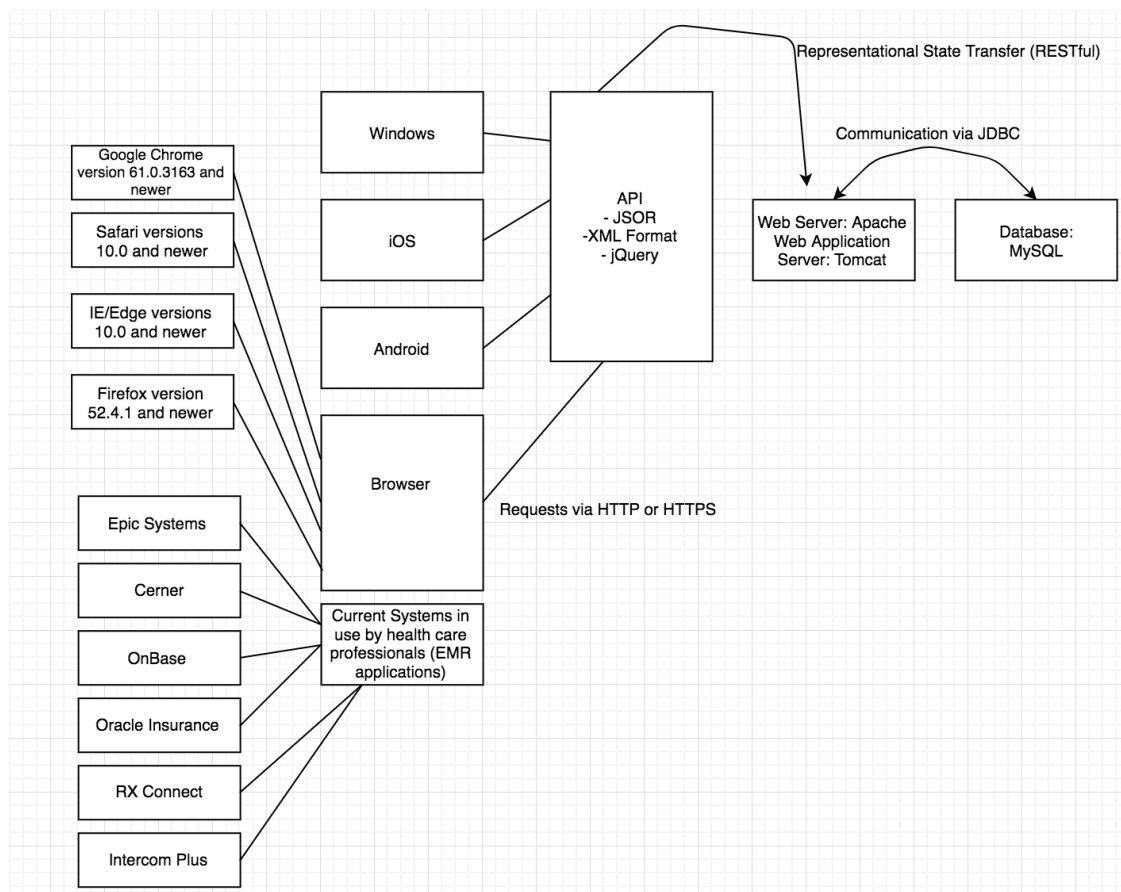 Representational State Transfer (RESTful)
Communication via JDBC
Windows
Google Chrome
version 61.0.3163 and
newer
Safari versions
10.0 and newer
iOS
API
- JSOR
-XML Format
- jQuery
Web Server: Apache
Web Application
Server: Tomcat
Database:
MySQL
IE/Edge versions
10.0 and newer
Android
Firefox version
52.4.1 and newer
Browser
Requests via HTTP or HTTPS
Epic Systems
Cerner
Current Systems in
use by health care
professionals (EMR
applications)
OnBase
Oracle Insurance
RX Connect
Intercom Plus